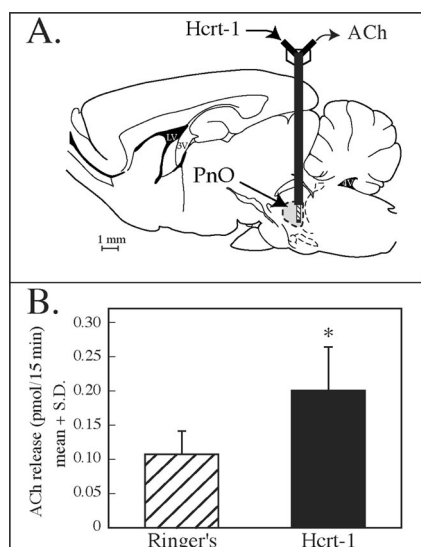 A.
Hcrt-1
ACh
LV
3V
PnO
1 mm
B.
ACh release (pmol/15 min)
mean + S.D.
0.30
0.25
0.20
0.15
0.10
0.05
0
*
Ringer's
Hcrt-1